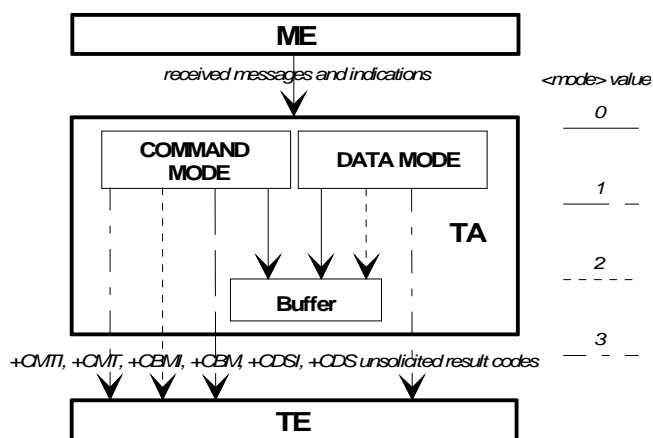 ME
received messages and indications
<mode> value
0
COMMAND
MODE
DATA MODE
1
TA
2
Buffer
3
+CMTI, +CMT, +CBMI, +CBM, +CDSI, +CDS unsolicited result codes
TE